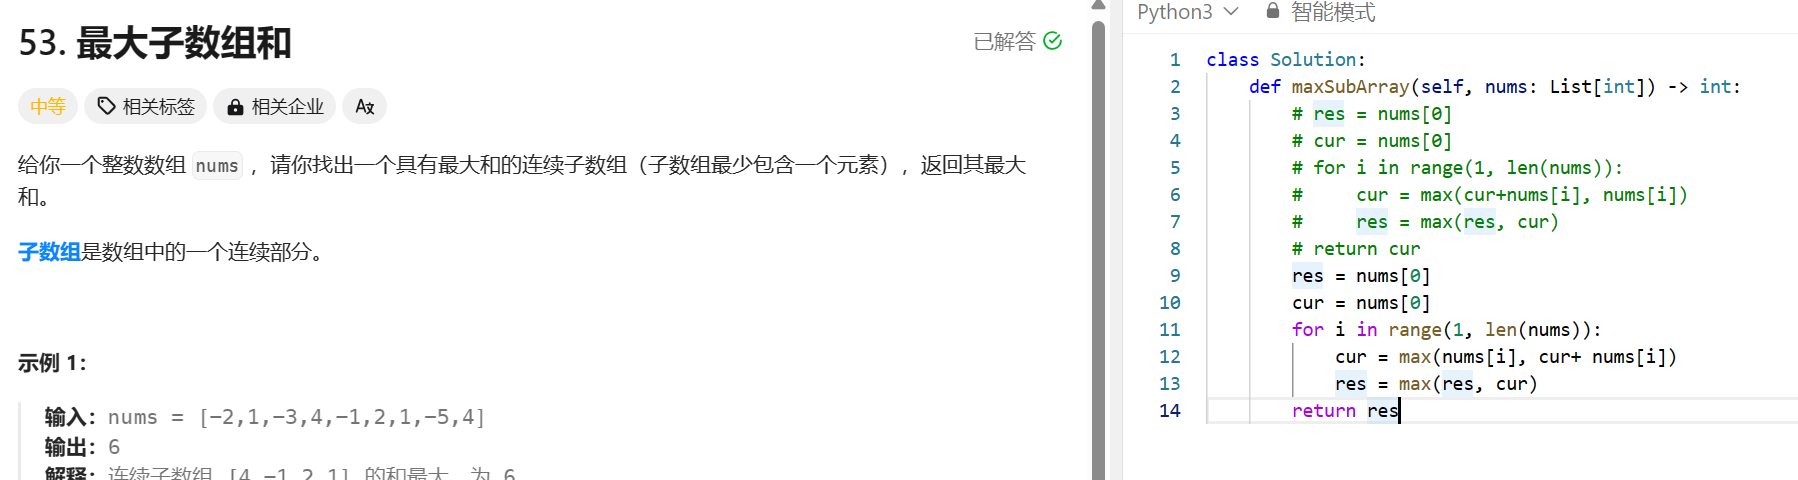 53. 最大子数组和
已解答
中等 相关标签 相关企业
给你一个整数数组 nums ，请你找出一个具有最大和的连续子数组（子数组最少包含一个元素），返回其最大
和。
子数组是数组中的一个连续部分。
示例 1：
输入：nums = [-2,1,-3,4,-1,2,1,-5,4]
输出：6
解释：连续子数组 [4,-1,2,1] 的和最大，为 6
Python3 智能模式
1 class Solution:
2     def maxSubArray(self, nums: List[int]) -> int:
3         # res = nums[0]
4         # cur = nums[0]
5         # for i in range(1, len(nums)):
6         #     cur = max(cur+nums[i], nums[i])
7         #     res = max(res, cur)
8         # return cur
9         res = nums[0]
10         cur = nums[0]
11         for i in range(1, len(nums)):
12             cur = max(nums[i], cur+ nums[i])
13             res = max(res, cur)
14         return res